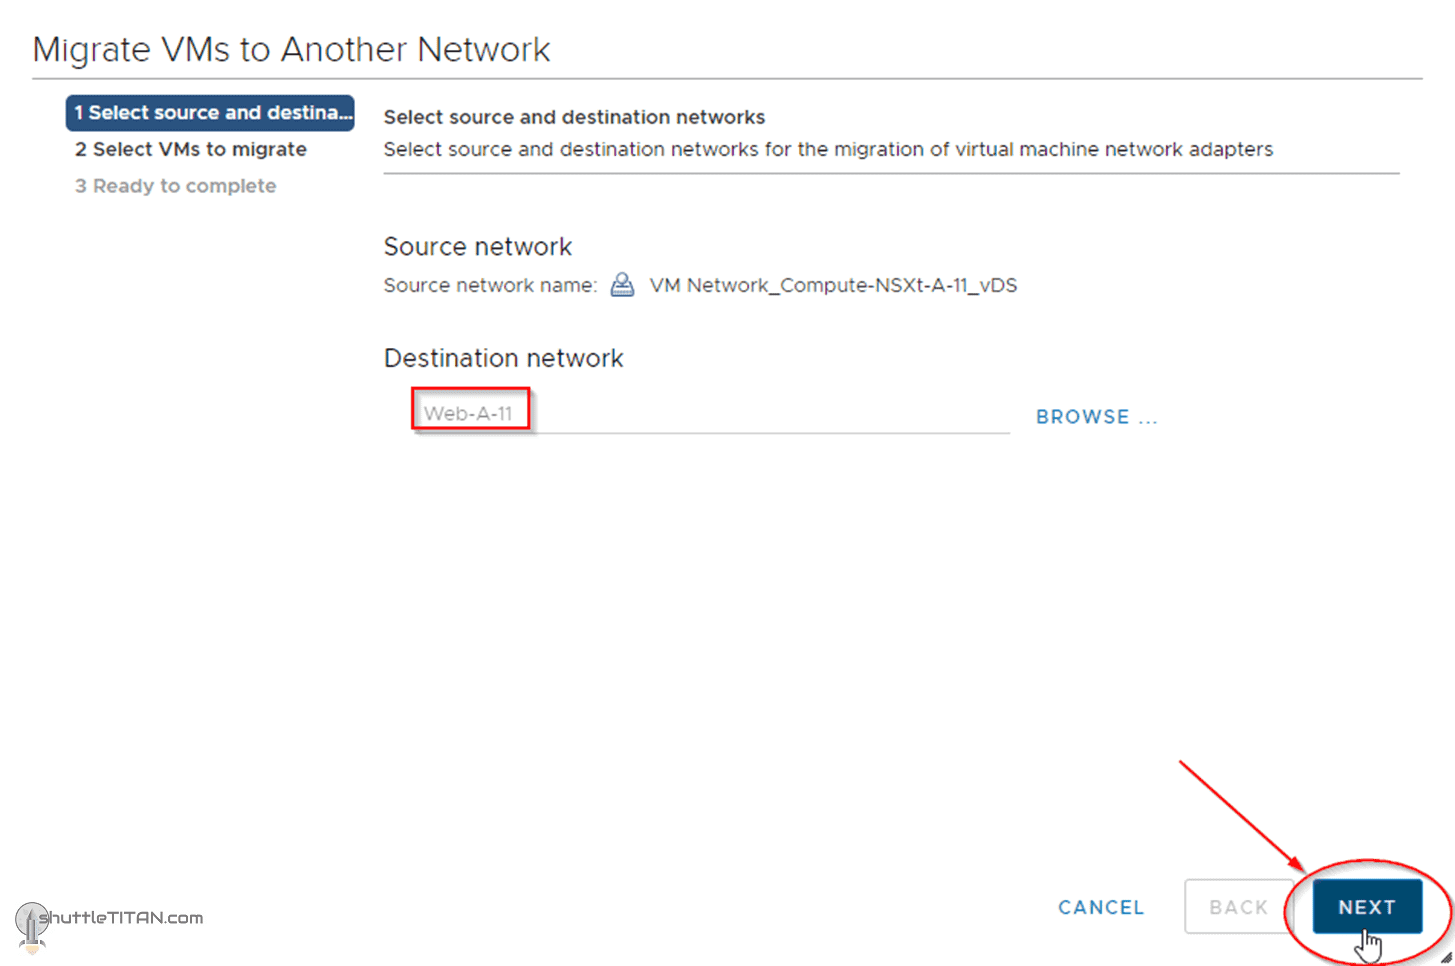 Migrate VMs to Another Network
1 Select source and destina...
2 Select VMs to migrate
3 Ready to complete
Select source and destination networks
Select source and destination networks for the migration of virtual machine network adapters
Source network
Source network name: VM Network_Compute-NSXt-A-11_vDS
Destination network
Web-A-11
BROWSE ...
CANCEL
BACK
NEXT
shuttleTITAN.com